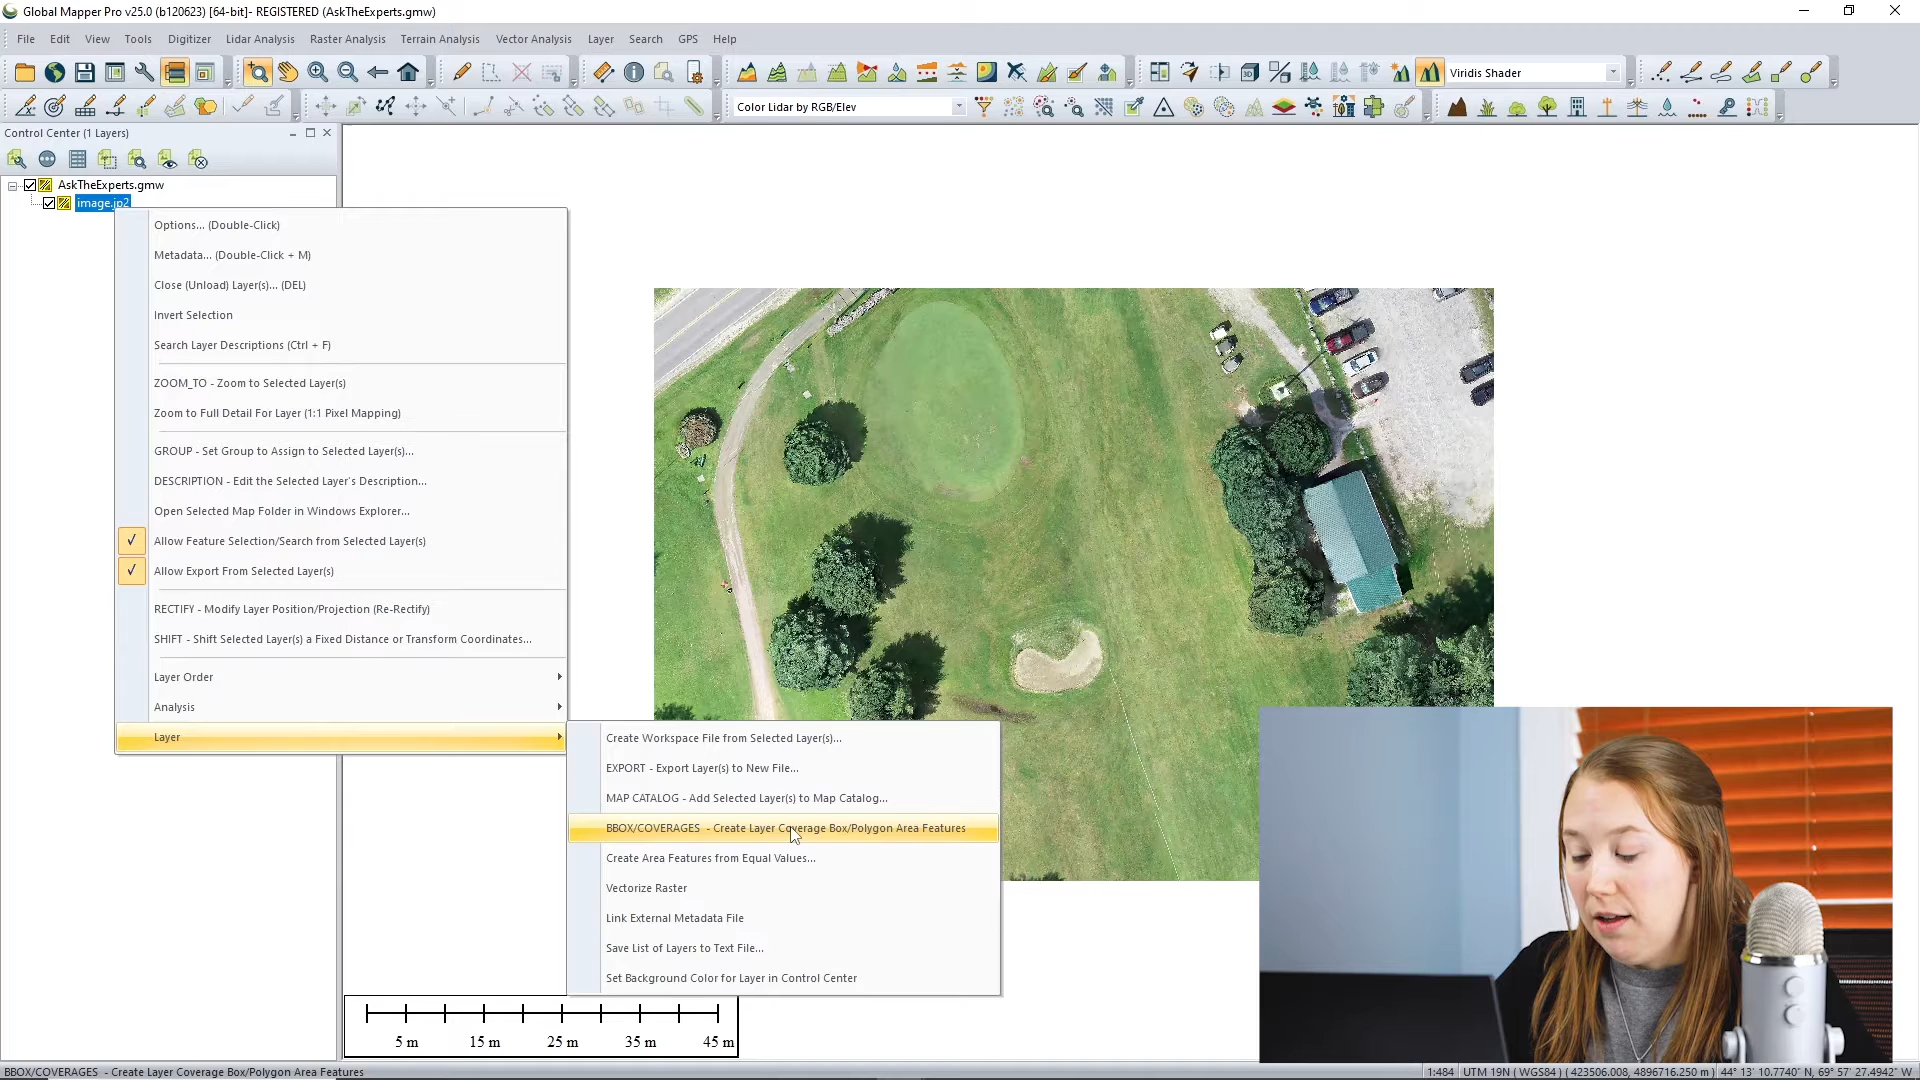 Global Mapper Pro v25.0 (b120623) [64-bit]- REGISTERED (AskTheExperts.gmw)
File Edit View Tools Digitizer Lidar Analysis Raster Analysis Terrain Analysis Vector Analysis Layer Search GPS Help
Viridis Shader
Color Lidar by RGB/Elev
Control Center (1 Layers)
AskTheExperts.gmw
image.jp2
Options... (Double-Click)
Metadata... (Double-Click + M)
Close (Unload) Layer(s)... (DEL)
Invert Selection
Search Layer Descriptions (Ctrl + F)
ZOOM_TO - Zoom to Selected Layer(s)
Zoom to Full Detail For Layer (1:1 Pixel Mapping)
GROUP - Set Group to Assign to Selected Layer(s)...
DESCRIPTION - Edit the Selected Layer's Description...
Open Selected Map Folder in Windows Explorer...
Allow Feature Selection/Search from Selected Layer(s)
Allow Export From Selected Layer(s)
RECTIFY - Modify Layer Position/Projection (Re-Rectify)
SHIFT - Shift Selected Layer(s) a Fixed Distance or Transform Coordinates...
Layer Order
Analysis
Layer
Create Workspace File from Selected Layer(s)...
EXPORT - Export Layer(s) to New File...
MAP CATALOG - Add Selected Layer(s) to Map Catalog...
BBOX/COVERAGES - Create Layer Coverage Box/Polygon Area Features
Create Area Features from Equal Values...
Vectorize Raster
Link External Metadata File
Save List of Layers to Text File...
Set Background Color for Layer in Control Center
5 m 15 m 25 m 35 m 45 m
BBOX/COVERAGES - Create Layer Coverage Box/Polygon Area Features
1:484 UTM 19N ( WGS84 ) ( 423506.008, 4896716.250 m ) 44° 13' 10.7740" N, 69° 57' 27.4942" W